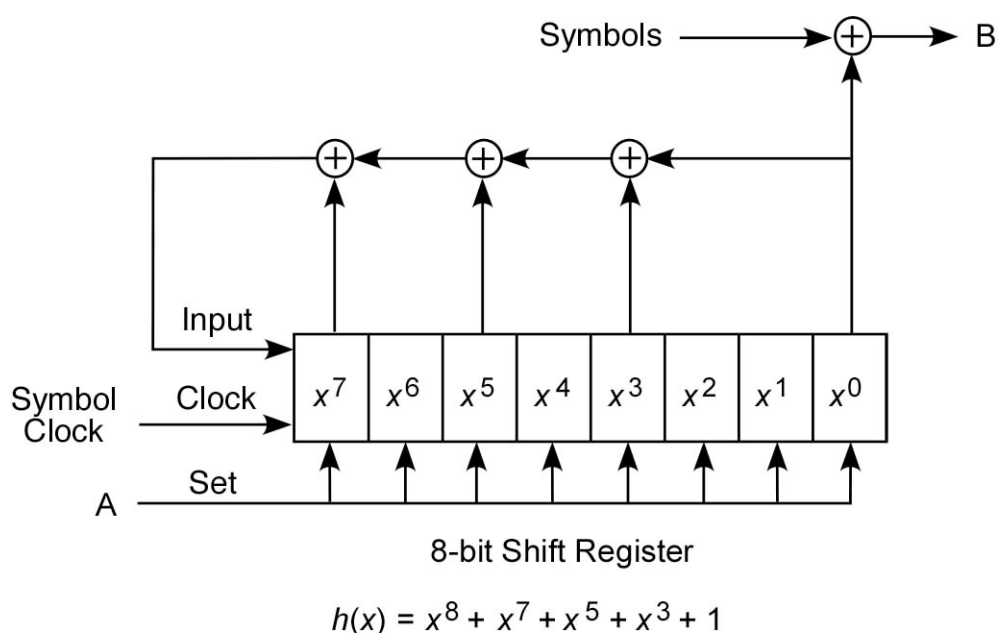 Symbols
B
Input
x⁷ x⁶ x⁵ x⁴ x³ x² x¹ x⁰
Symbol
Clock
Clock
A
Set
8-bit Shift Register
h(x) = x⁸ + x⁷ + x⁵ + x³ + 1